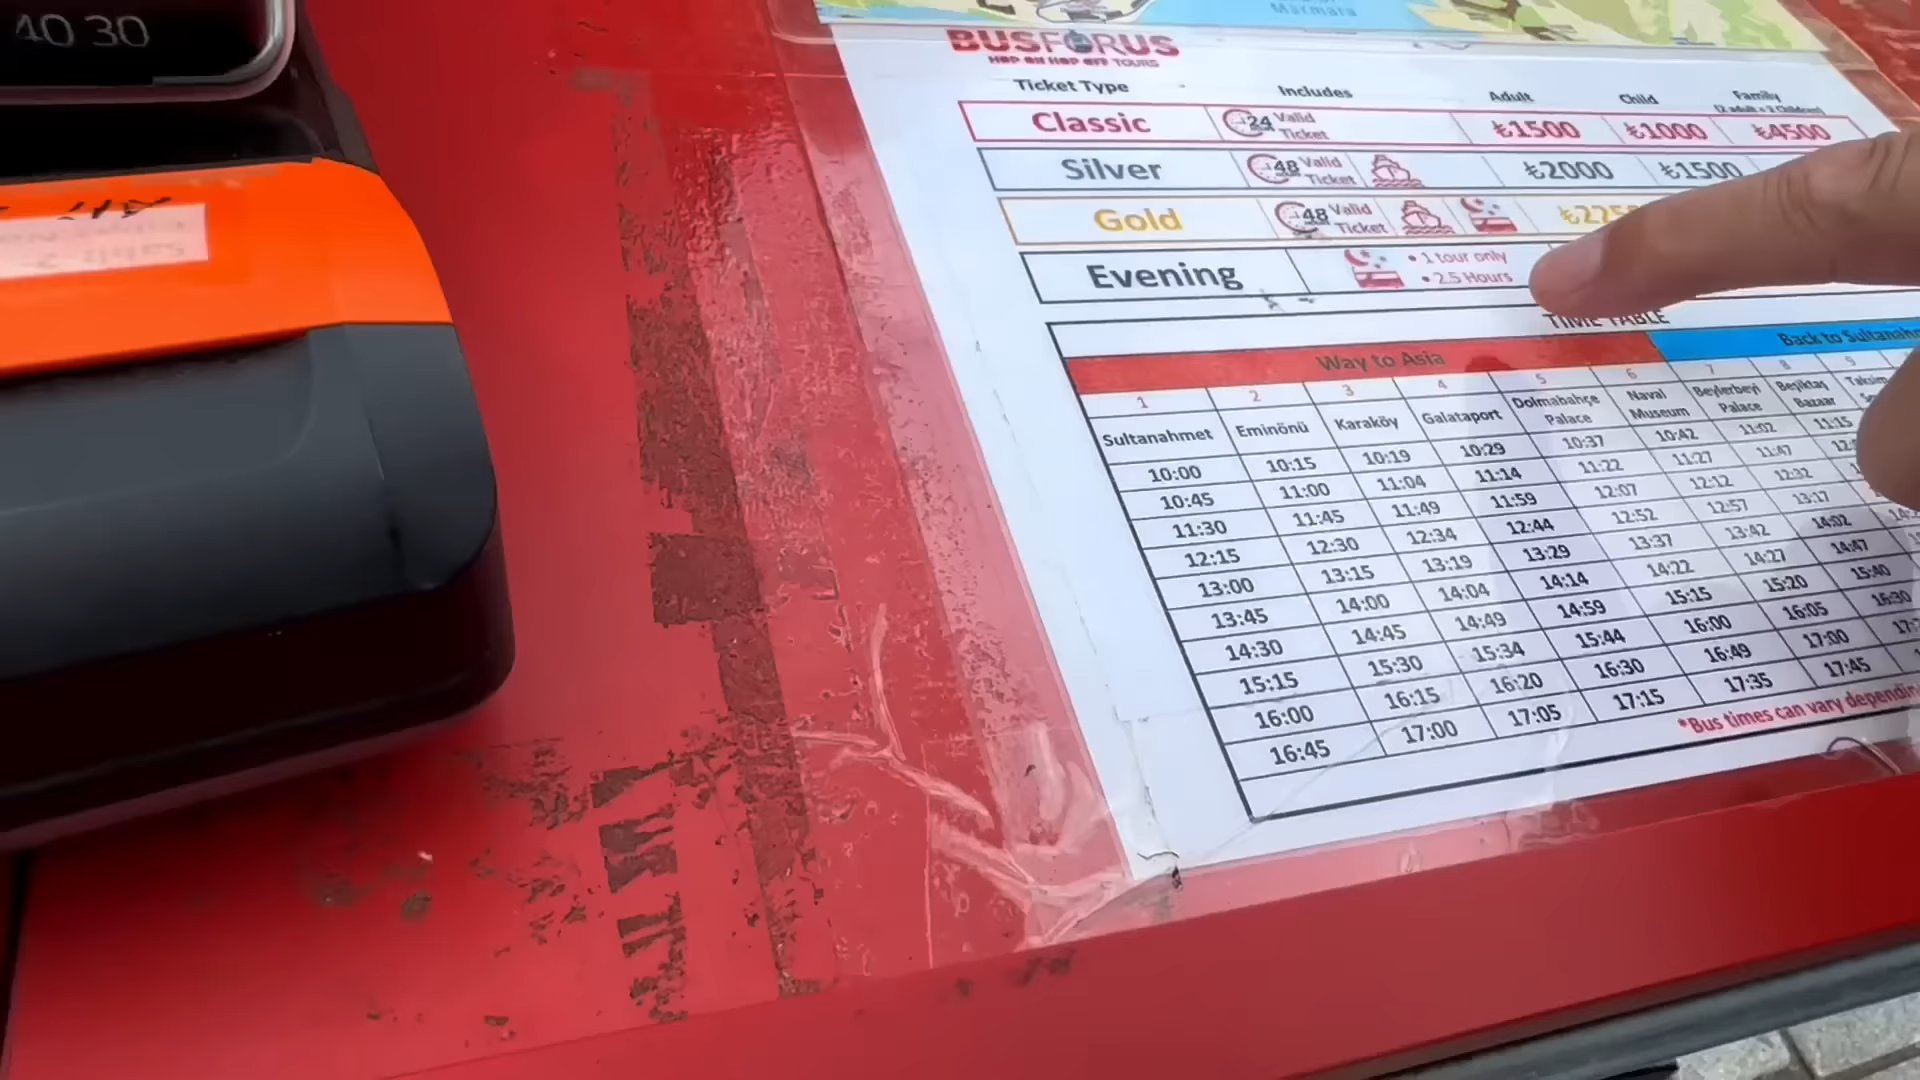 40 30
Marmara
BUSFORUS
HOP ON HOP OFF TOURS
Ticket Type Includes Adult Child Family
Classic 24 Valid Ticket ₺1500 ₺1000 ₺4500
Silver 48 Valid Ticket ₺2000 ₺1500
Gold 48 Valid Ticket
Evening • 1 tour only
• 2.5 Hours
TIME TABLE
Way to Asia Back to
1 2 3 4 5 6 7 8 9
Sultanahmet Eminönü Karaköy Galataport Dolmabahçe Palace Naval Museum Beylerbeyi Palace Beşiktaş Bazaar
10:00 10:15 10:19 10:29 10:37 10:42 11:02 11:15
10:45 11:00 11:04 11:14 11:22 11:27 11:47
11:30 11:45 11:49 11:59 12:07 12:12 12:32
12:15 12:30 12:34 12:44 12:52 12:57 13:17
13:00 13:15 13:19 13:29 13:37 13:42 14:02
13:45 14:00 14:04 14:14 14:22 14:27 14:47
14:30 14:45 14:49 14:59 15:15 15:20 15:40
15:15 15:30 15:34 15:44 16:00 16:05 16:30
16:00 16:15 16:20 16:30 16:49 17:00
16:45 17:00 17:05 17:15 17:35 17:45
*Bus times can vary